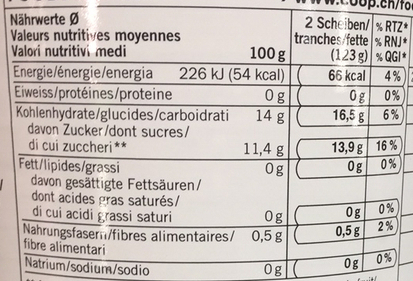 www.coop.ch/fo
Nährwerte Ø
Valeurs nutritives moyennes
Valori nutritivi medi 100 g
2 Scheiben/ % RTZ*
tranches/fette % RNJ*
(123 g) % QGI*
Energie/énergie/energia 226 kJ (54 kcal) 66 kcal 4%
Eiweiss/protéines/proteine 0 g 0 g 0%
Kohlenhydrate/glucides/carboidrati 14 g 16,5 g 6%
davon Zucker/dont sucres/
di cui zuccheri** 11,4 g 13,9 g 16%
Fett/lipides/grassi 0 g 0 g 0%
davon gesättigte Fettsäuren/
dont acides gras saturés/
di cui acidi grassi saturi 0 g 0 g 0%
Nahrungsfasern/fibres alimentaires/ 0,5 g 0,5 g 2%
fibre alimentari
Natrium/sodium/sodio 0 g 0 g 0%